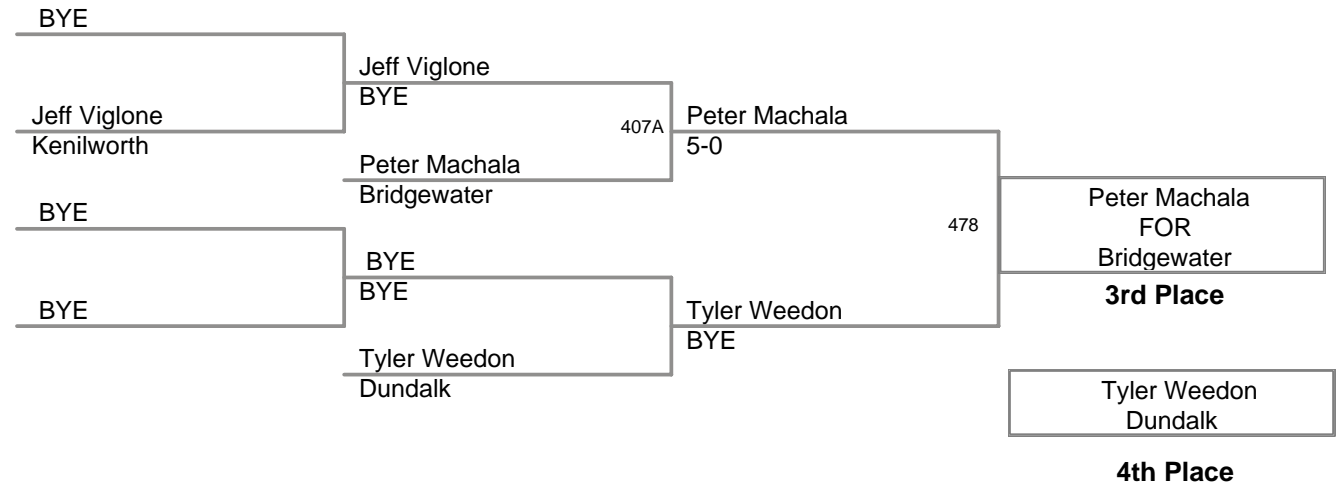 BYE
Jeff Viglone
BYE
Jeff Viglone
Kenilworth
407A
Peter Machala
5-0
Peter Machala
Bridgewater
BYE
478
Peter Machala
FOR
Bridgewater
3rd Place
BYE
BYE
BYE
Tyler Weedon
BYE
Tyler Weedon
Dundalk
Tyler Weedon
Dundalk
4th Place